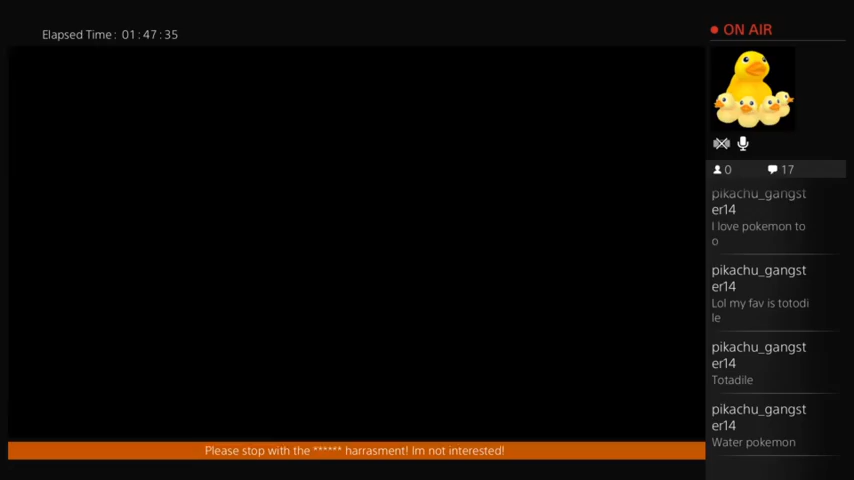 Elapsed Time: 01:47:35
ON AIR
0
17
pikachu_gangst
er14
I love pokemon to
o
pikachu_gangst
er14
Lol my fav is totodi
le
pikachu_gangst
er14
Totadile
pikachu_gangst
er14
Water pokemon
Please stop with the ****** harrasment! Im not interested!